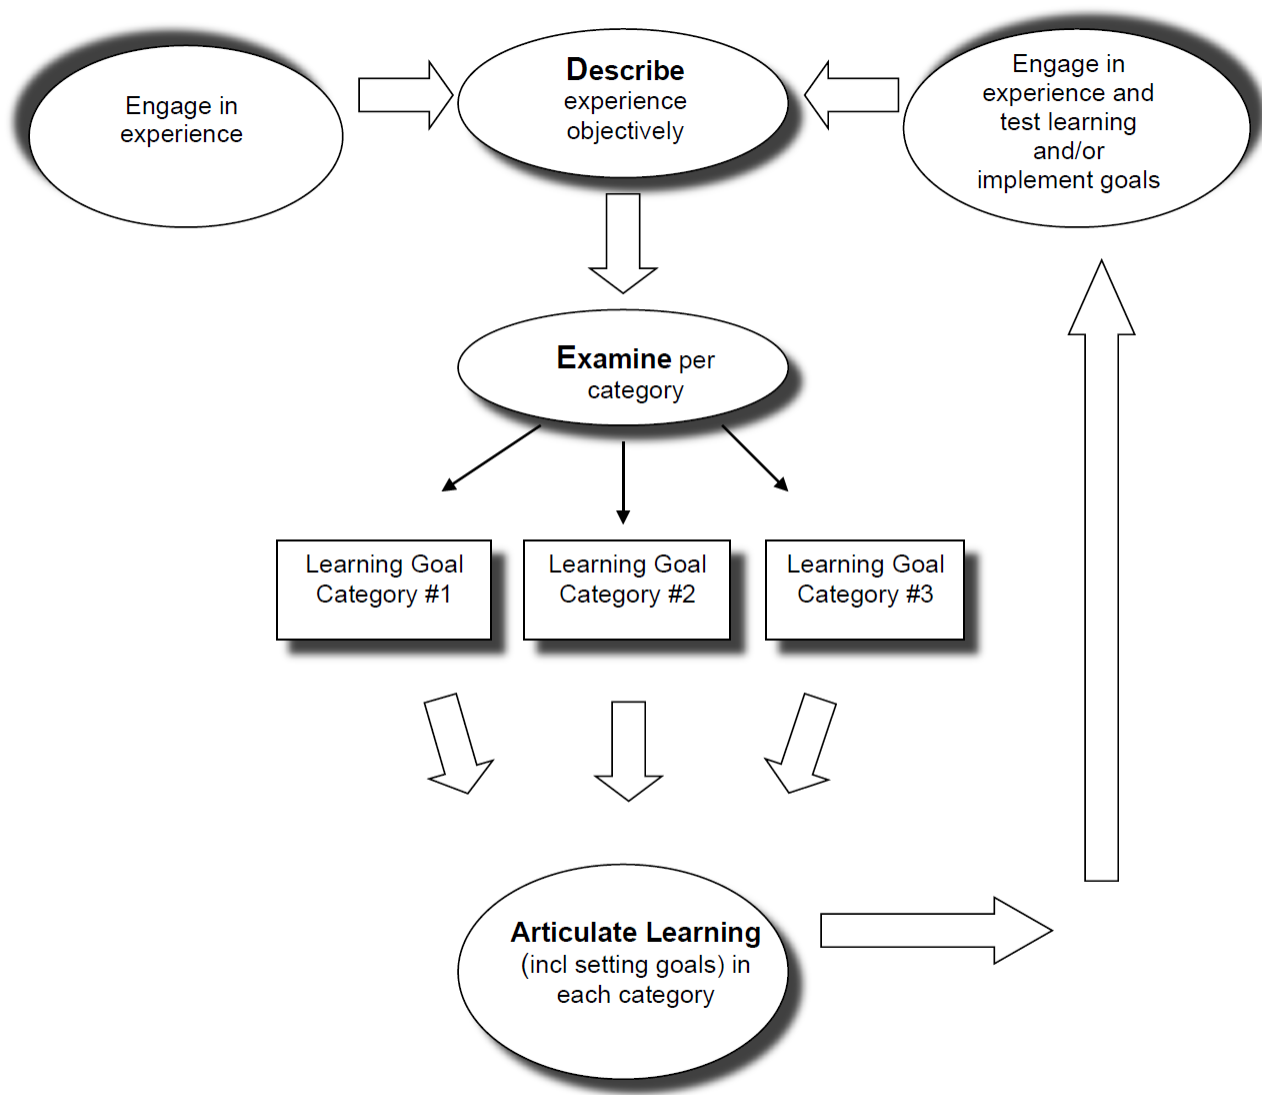 Engage in
experience
Describe
experience
objectively
Engage in
experience and
test learning
and/or
implement goals
Examine per
category
Learning Goal
Category #1
Learning Goal
Category #2
Learning Goal
Category #3
Articulate Learning
(incl setting goals) in
each category